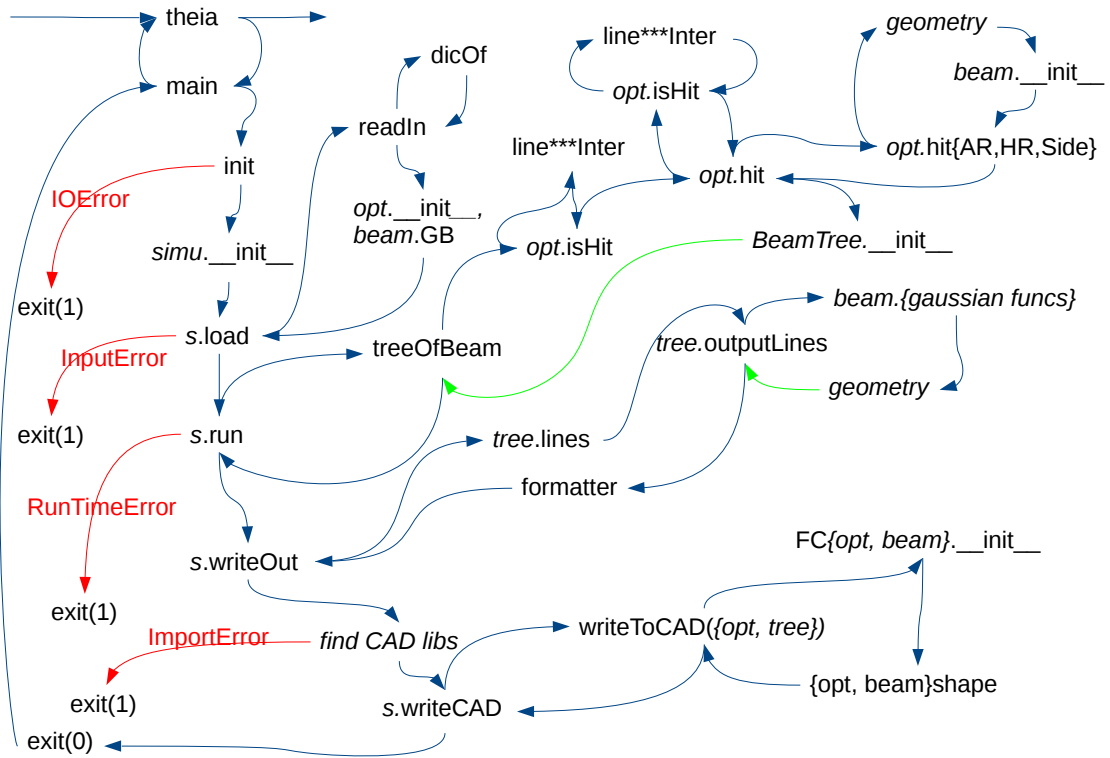 theia
geometry
line***Inter
dicOf
beam.__init__
main
opt.isHit
readIn
line***Inter
opt.hit{AR,HR,Side}
init
opt.hit
IOError
opt.__init__,
beam.GB
BeamTree.__init__
simu.__init__
opt.isHit
exit(1)
beam.{gaussian funcs}
s.load
treeOfBeam
tree.outputLines
InputError
geometry
exit(1)
s.run
tree.lines
formatter
RunTimeError
FC{opt, beam}.__init__
s.writeOut
exit(1)
writeToCAD({opt, tree})
ImportError
find CAD libs
{opt, beam}shape
exit(1)
s.writeCAD
exit(0)